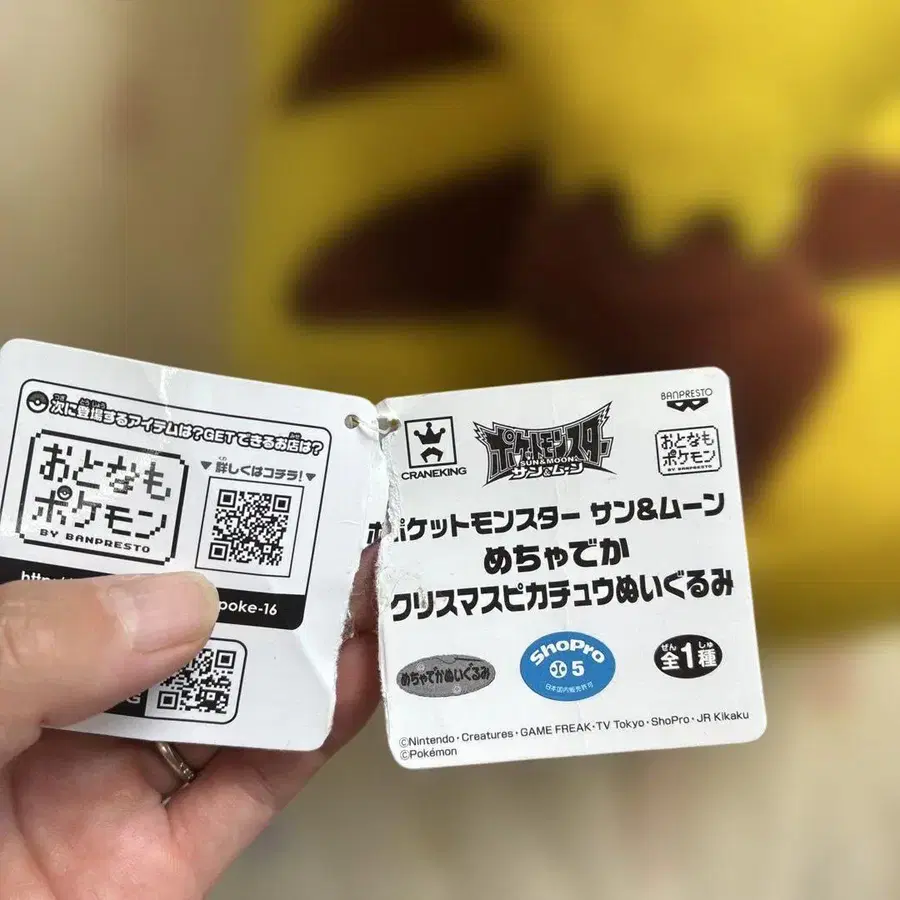 次に登場するアイテムは?GETできるお店は?
おとなも
ポケモン
BY BANPRESTO
▼詳しくはコチラ!▼
poke-16
G
CRANEKING
ポケットモンスター
SUN&MOON
サン&ムーン
BANPRESTO
おとなも
ポケモン
BY BANPRESTO
ポケットモンスター サン&ムーン
めちゃでか
クリスマスピカチュウぬいぐるみ
めちゃでかぬいぐるみ
ShoPro
小 5
日本国内販売許可
全1種
©Nintendo・Creatures・GAME FREAK・TV Tokyo・ShoPro・JR Kikaku
©Pokémon